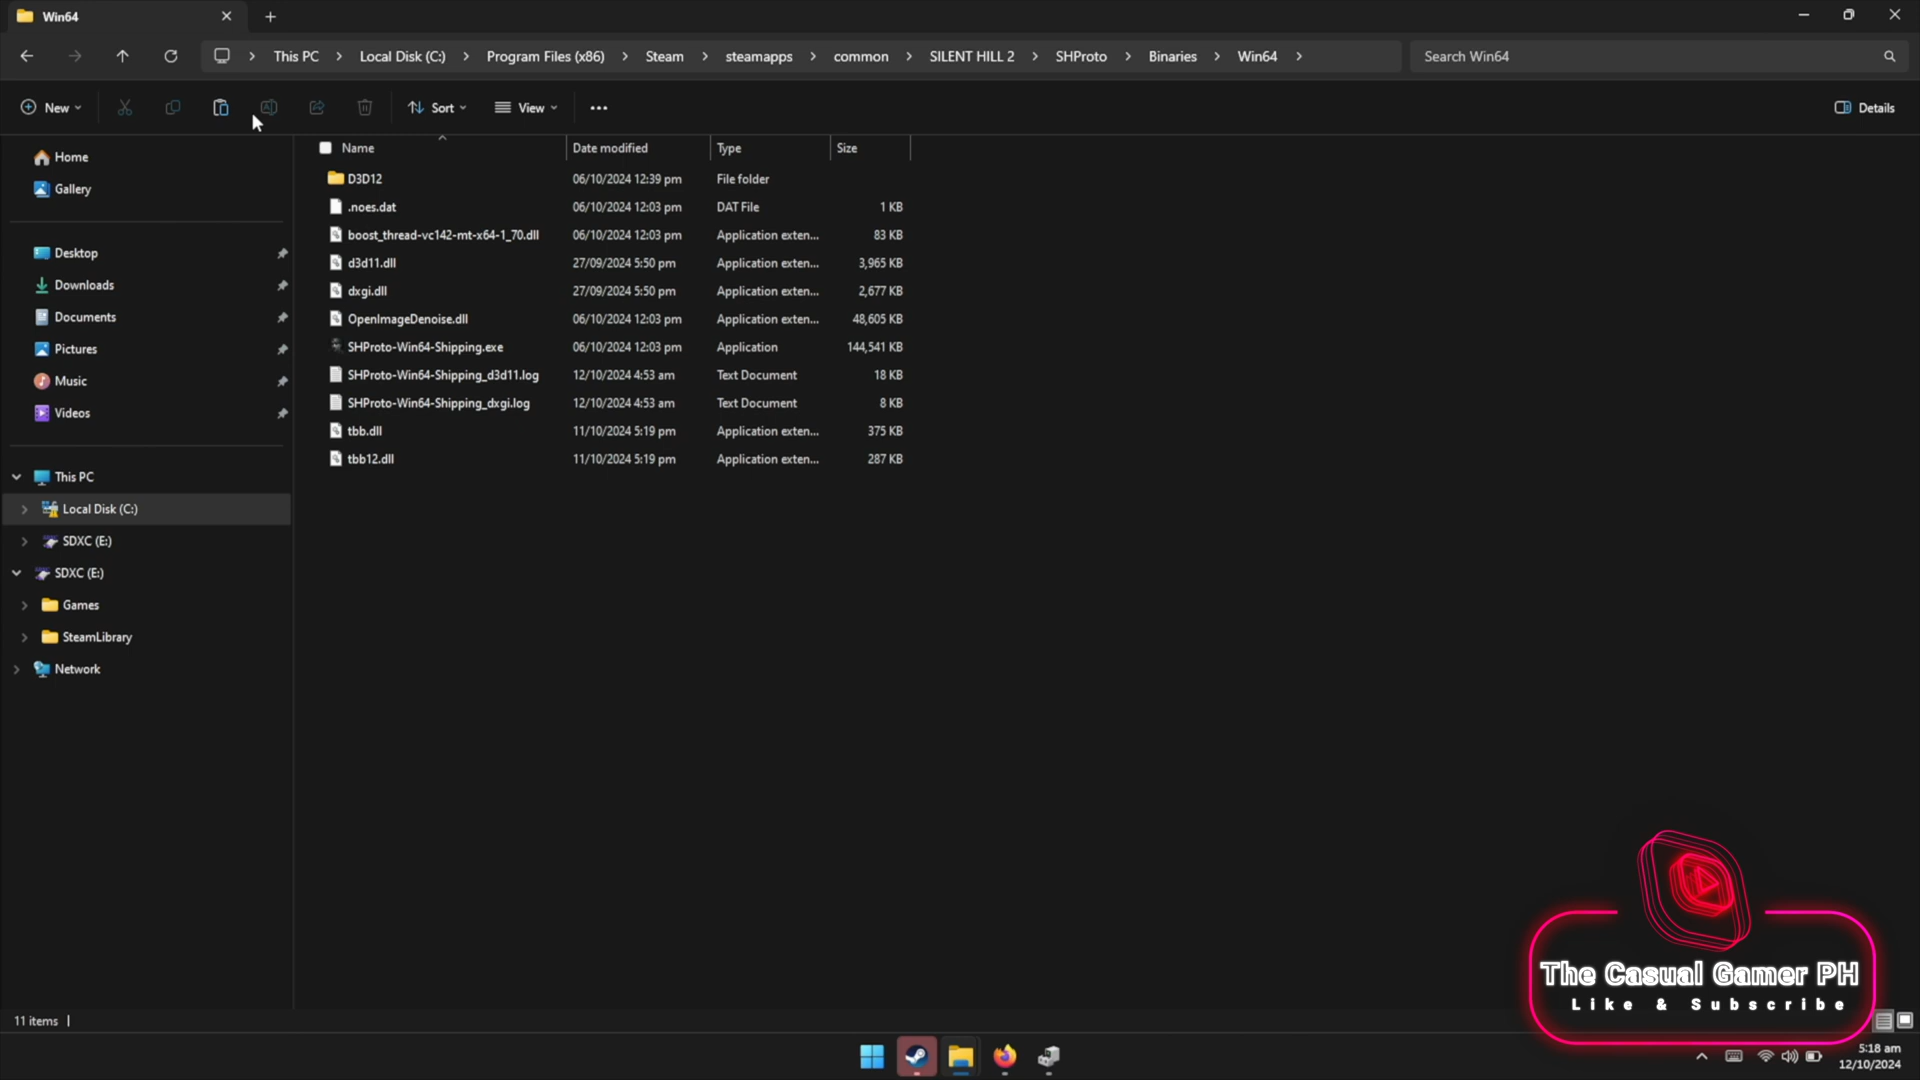 Win64
This PC
Local Disk (C:)
Program Files (x86)
Steam
steamapps
common
SILENT HILL 2
SHProto
Binaries
Win64
Search Win64
New
Sort
View
Details
Home
Gallery
Desktop
Downloads
Documents
Pictures
Music
Videos
This PC
Local Disk (C:)
SDXC (E:)
SDXC (E:)
Games
SteamLibrary
Network
Name Date modified Type Size
D3D12 06/10/2024 12:39 pm File folder
.noes.dat 06/10/2024 12:03 pm DAT File 1 KB
boost_thread-vc142-mt-x64-1_70.dll 06/10/2024 12:03 pm Application exten... 83 KB
d3d11.dll 27/09/2024 5:50 pm Application exten... 3,965 KB
dxgi.dll 27/09/2024 5:50 pm Application exten... 2,677 KB
OpenImageDenoise.dll 06/10/2024 12:03 pm Application exten... 48,605 KB
SHProto-Win64-Shipping.exe 06/10/2024 12:03 pm Application 144,541 KB
SHProto-Win64-Shipping_d3d11.log 12/10/2024 4:53 am Text Document 18 KB
SHProto-Win64-Shipping_dxgi.log 12/10/2024 4:53 am Text Document 8 KB
tbb.dll 11/10/2024 5:19 pm Application exten... 375 KB
tbb12.dll 11/10/2024 5:19 pm Application exten... 287 KB
The Casual Gamer PH
Like & Subscribe
11 items
5:18 am
12/10/2024